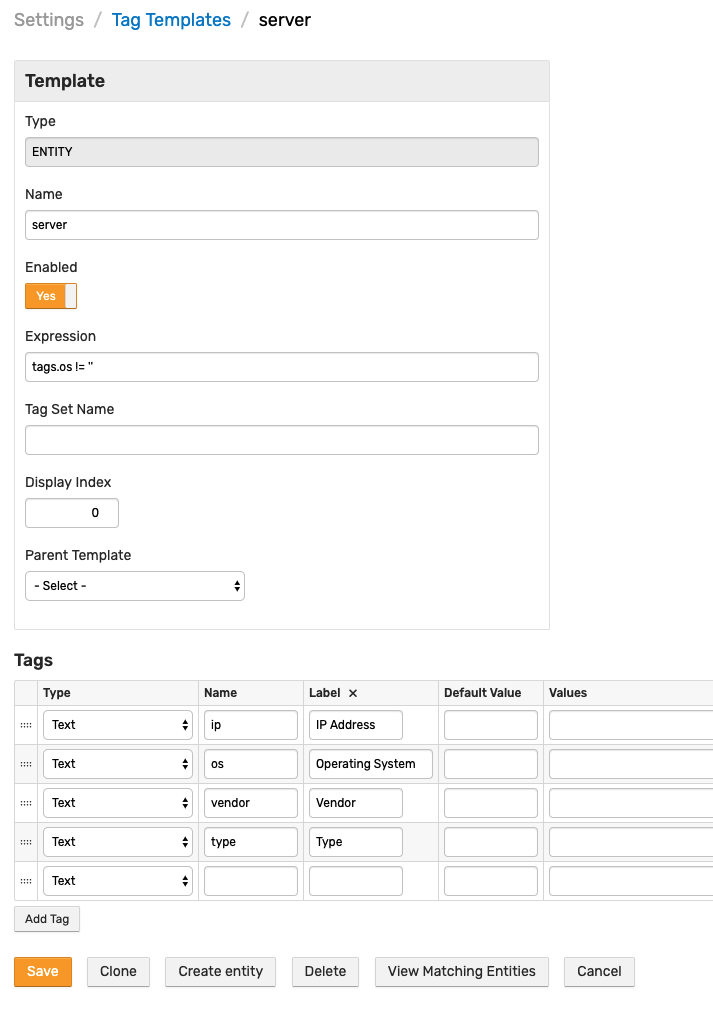 Settings / Tag Templates / server
Template
Type
ENTITY
Name
server
Enabled
Yes
Expression
tags.os != ''
Tag Set Name
Display Index
0
Parent Template
- Select -
Tags
Type Name Label ✕ Default Value Values
Text ip IP Address
Text os Operating System
Text vendor Vendor
Text type Type
Text
Add Tag
Save Clone Create entity Delete View Matching Entities Cancel